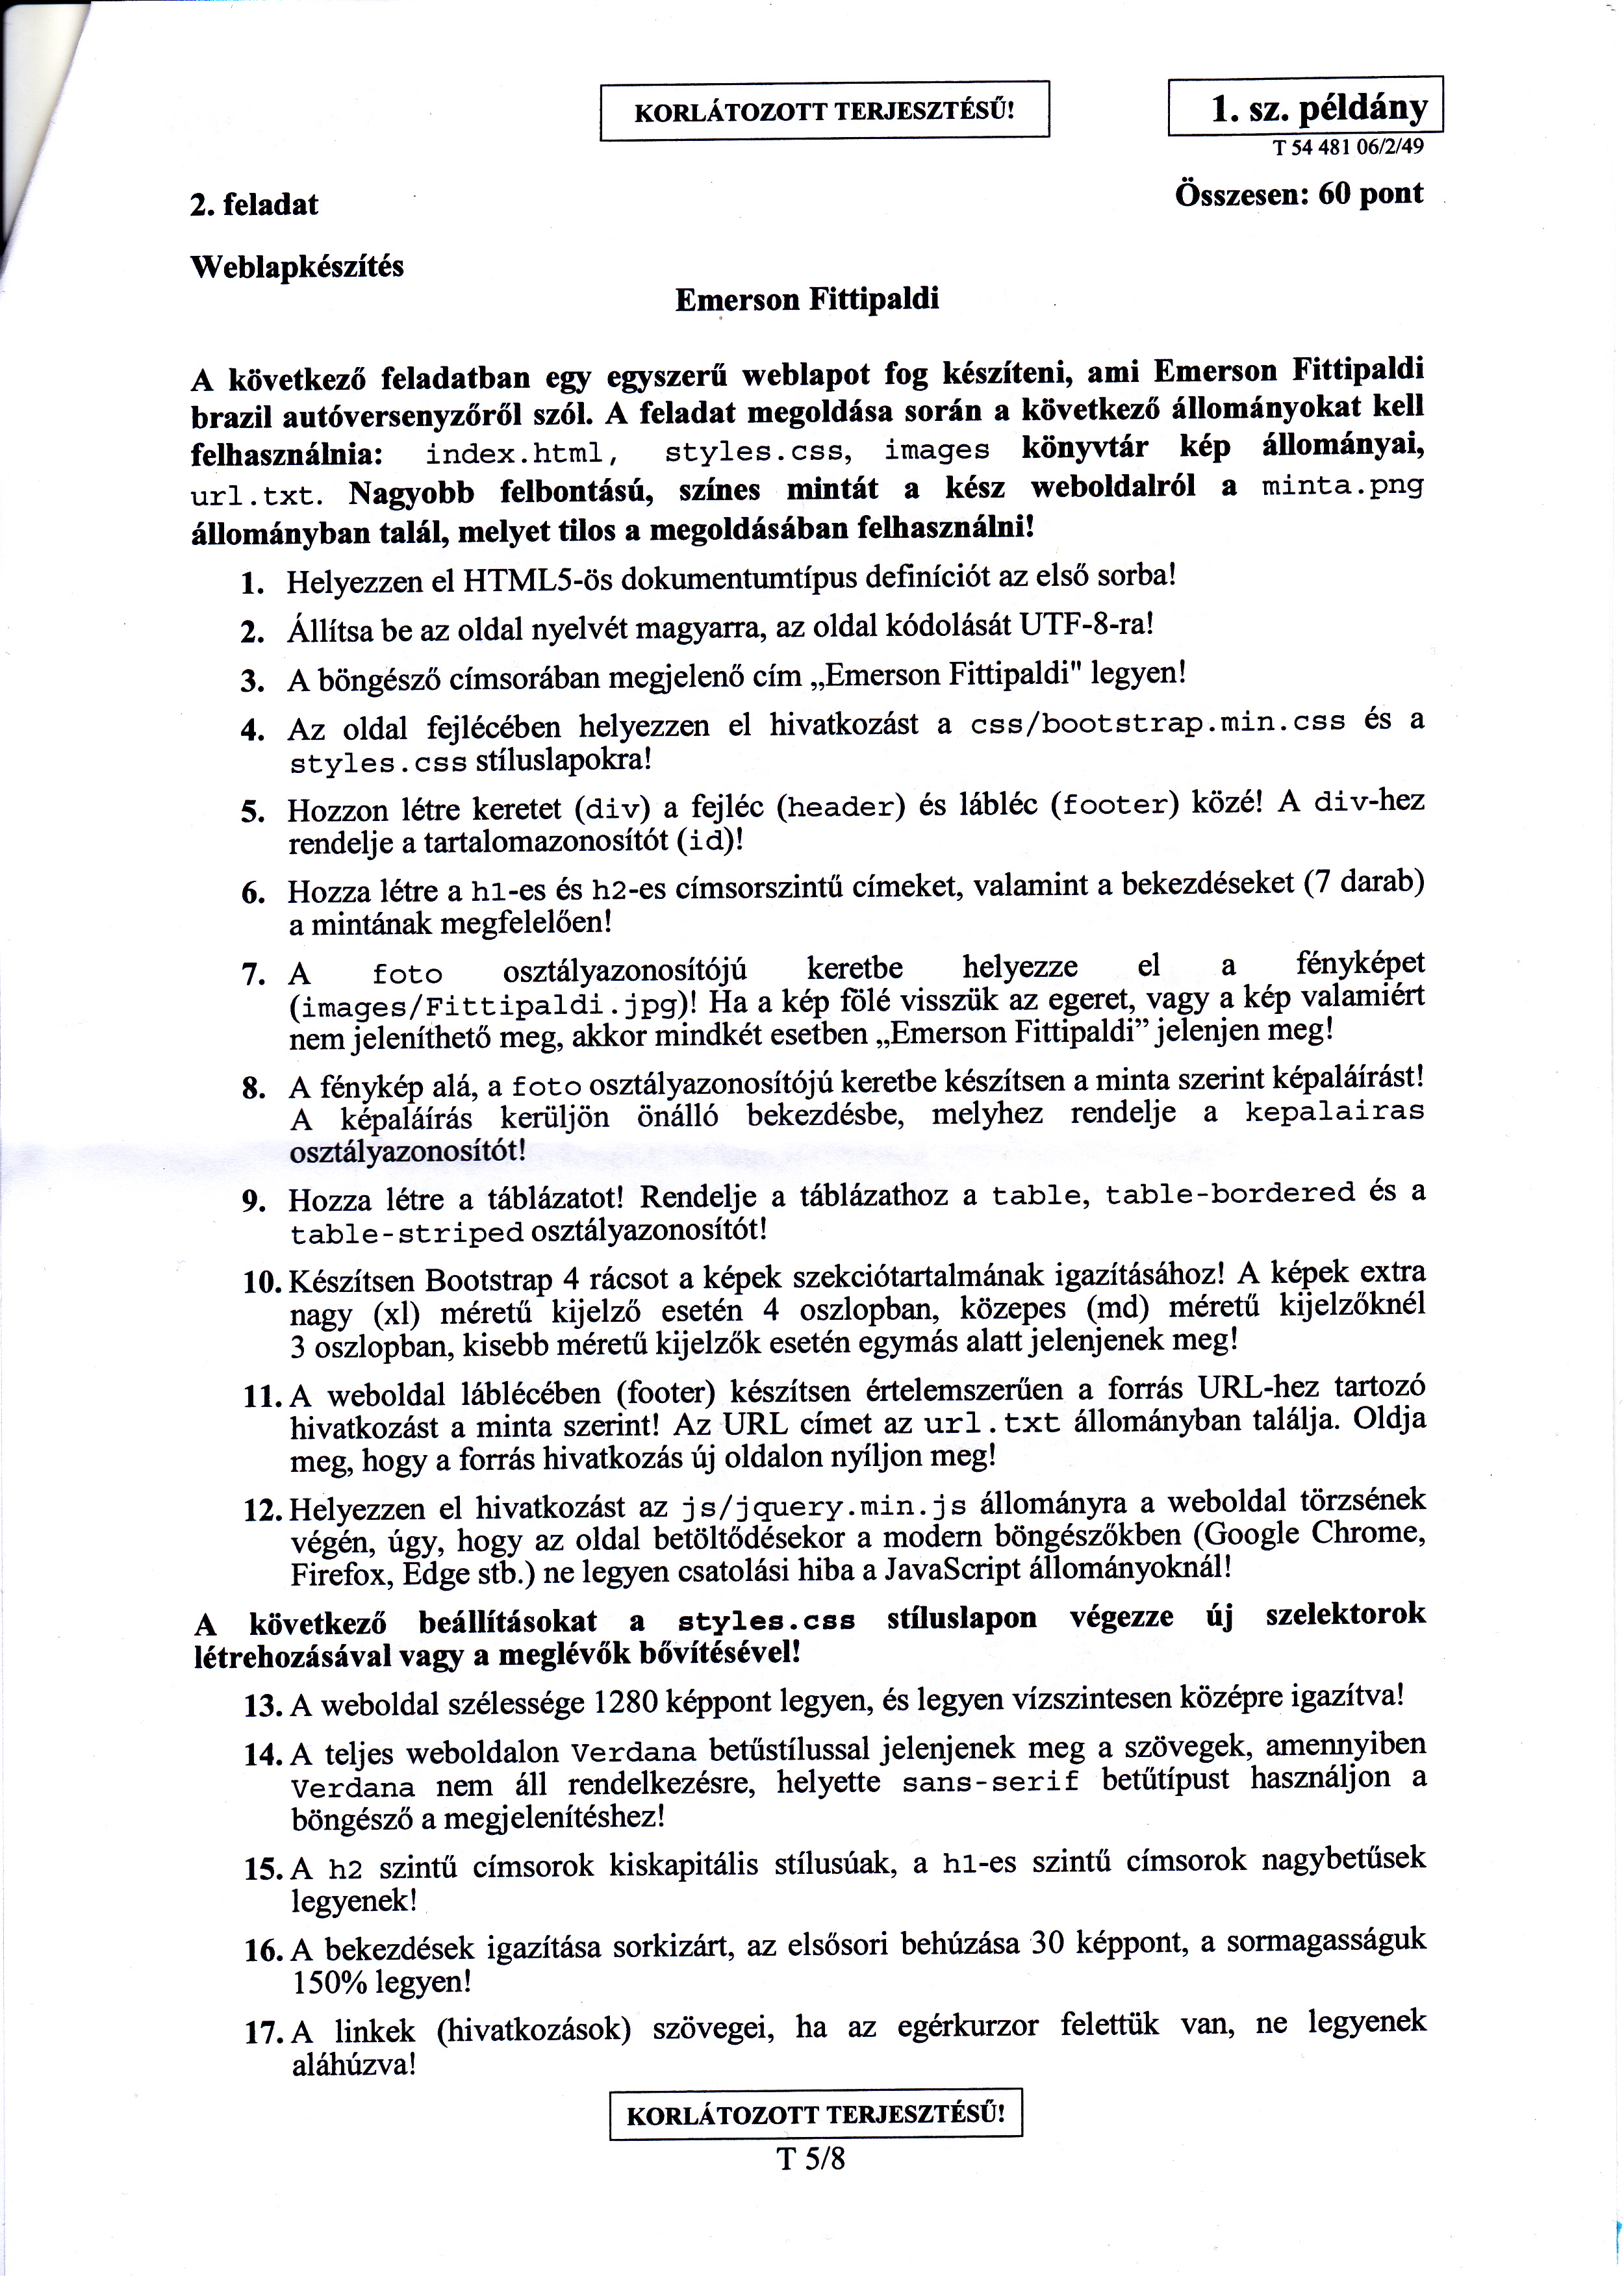 KORLÁTOZOTT TERJESZTÉSŰ!
1. sz. példány
T 54 481 06/2/49
2. feladat
Összesen: 60 pont
Weblapkészítés
Emerson Fittipaldi
A következő feladatban egy egyszerű weblapot fog készíteni, ami Emerson Fittipaldi
brazil autóversenyzőről szól. A feladat megoldása során a következő állományokat kell
felhasználnia: index.html, styles.css, images könyvtár kép állományai,
url.txt. Nagyobb felbontású, színes mintát a kész weboldalról a minta.png
állományban talál, melyet tilos a megoldásában felhasználni!
1. Helyezzen el HTML5-ös dokumentumtípus definíciót az első sorba!
2. Állítsa be az oldal nyelvét magyarra, az oldal kódolását UTF-8-ra!
3. A böngésző címsorában megjelenő cím „Emerson Fittipaldi" legyen!
4. Az oldal fejlécében helyezzen el hivatkozást a css/bootstrap.min.css és a
styles.css stíluslapokra!
5. Hozzon létre keretet (div) a fejléc (header) és lábléc (footer) közé! A div-hez
rendelje a tartalomazonosítót (id)!
6. Hozza létre a h1-es és h2-es címsorszintű címeket, valamint a bekezdéseket (7 darab)
a mintának megfelelően!
7. A foto osztályazonosítójú keretbe helyezze el a fényképet
(images/Fittipaldi.jpg)! Ha a kép fölé visszük az egeret, vagy a kép valamiért
nem jeleníthető meg, akkor mindkét esetben „Emerson Fittipaldi” jelenjen meg!
8. A fénykép alá, a foto osztályazonosítójú keretbe készítsen a minta szerint képaláírást!
A képaláírás kerüljön önálló bekezdésbe, melyhez rendelje a kepalairas
osztályazonosítót!
9. Hozza létre a táblázatot! Rendelje a táblázathoz a table, table-bordered és a
table-striped osztályazonosítót!
10. Készítsen Bootstrap 4 rácsot a képek szekciótartalmának igazításához! A képek extra
nagy (xl) méretű kijelző esetén 4 oszlopban, közepes (md) méretű kijelzőknél
3 oszlopban, kisebb méretű kijelzők esetén egymás alatt jelenjenek meg!
11. A weboldal láblécében (footer) készítsen értelemszerűen a forrás URL-hez tartozó
hivatkozást a minta szerint! Az URL címet az url.txt állományban találja. Oldja
meg, hogy a forrás hivatkozás új oldalon nyíljon meg!
12. Helyezzen el hivatkozást az js/jquery.min.js állományra a weboldal törzsének
végén, úgy, hogy az oldal betöltődésekor a modern böngészőkben (Google Chrome,
Firefox, Edge stb.) ne legyen csatolási hiba a JavaScript állományoknál!
A következő beállításokat a styles.css stíluslapon végezze új szelektorok
létrehozásával vagy a meglévők bővítésével!
13. A weboldal szélessége 1280 képpont legyen, és legyen vízszintesen középre igazítva!
14. A teljes weboldalon Verdana betűstílussal jelenjenek meg a szövegek, amennyiben
Verdana nem áll rendelkezésre, helyette sans-serif betűtípust használjon a
böngésző a megjelenítéshez!
15. A h2 szintű címsorok kiskapitális stílusúak, a h1-es szintű címsorok nagybetűsek
legyenek!
16. A bekezdések igazítása sorkizárt, az elsősori behúzása 30 képpont, a sormagasságuk
150% legyen!
17. A linkek (hivatkozások) szövegei, ha az egérkurzor felettük van, ne legyenek
aláhúzva!
KORLÁTOZOTT TERJESZTÉSŰ!
T 5/8